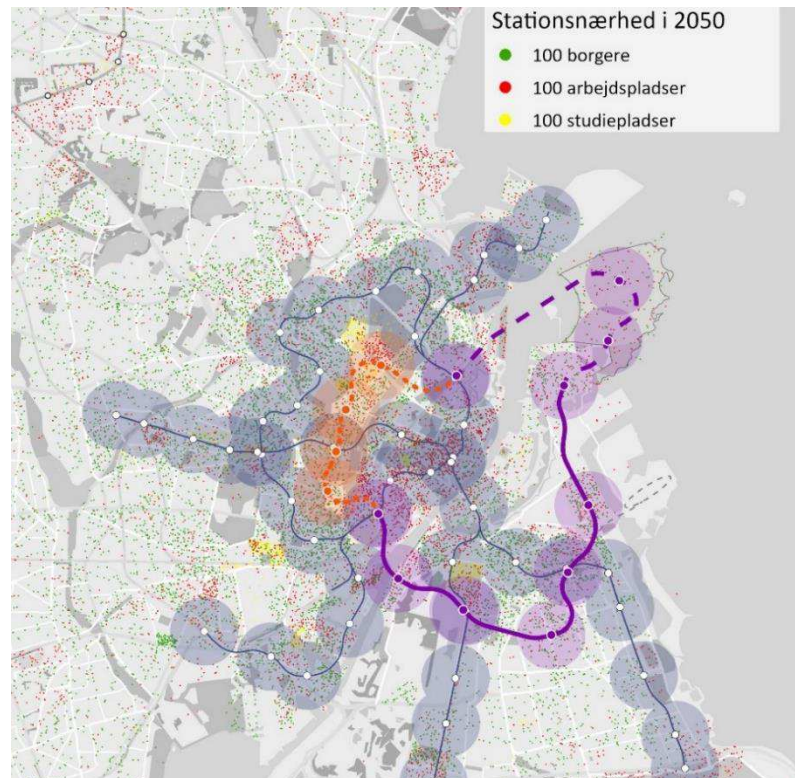 Stationsnærhed i 2050
100 borgere
100 arbejdspladser
100 studiepladser